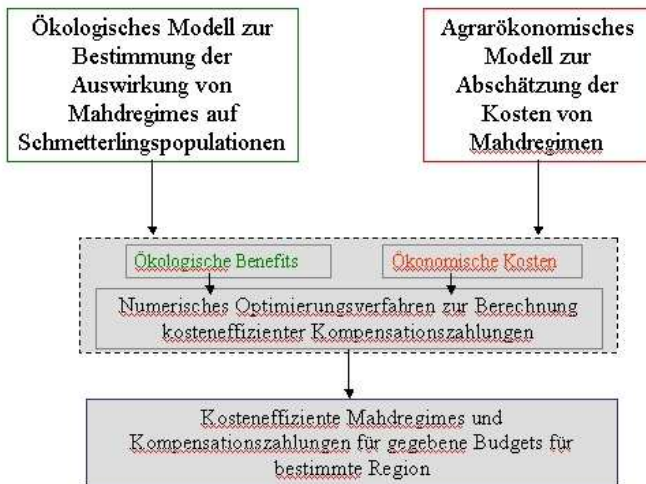 Ökologisches Modell zur
Bestimmung der
Auswirkung von
Mahdregimes auf
Schmetterlingspopulationen
Agrarökonomisches
Modell zur
Abschätzung der
Kosten von
Mahdregimen
Ökologische Benefits
Ökonomische Kosten
Numerisches Optimierungsverfahren zur Berechnung
kosteneffizienter Kompensationszahlungen
Kosteneffiziente Mahdregimes und
Kompensationszahlungen für gegebene Budgets für
bestimmte Region